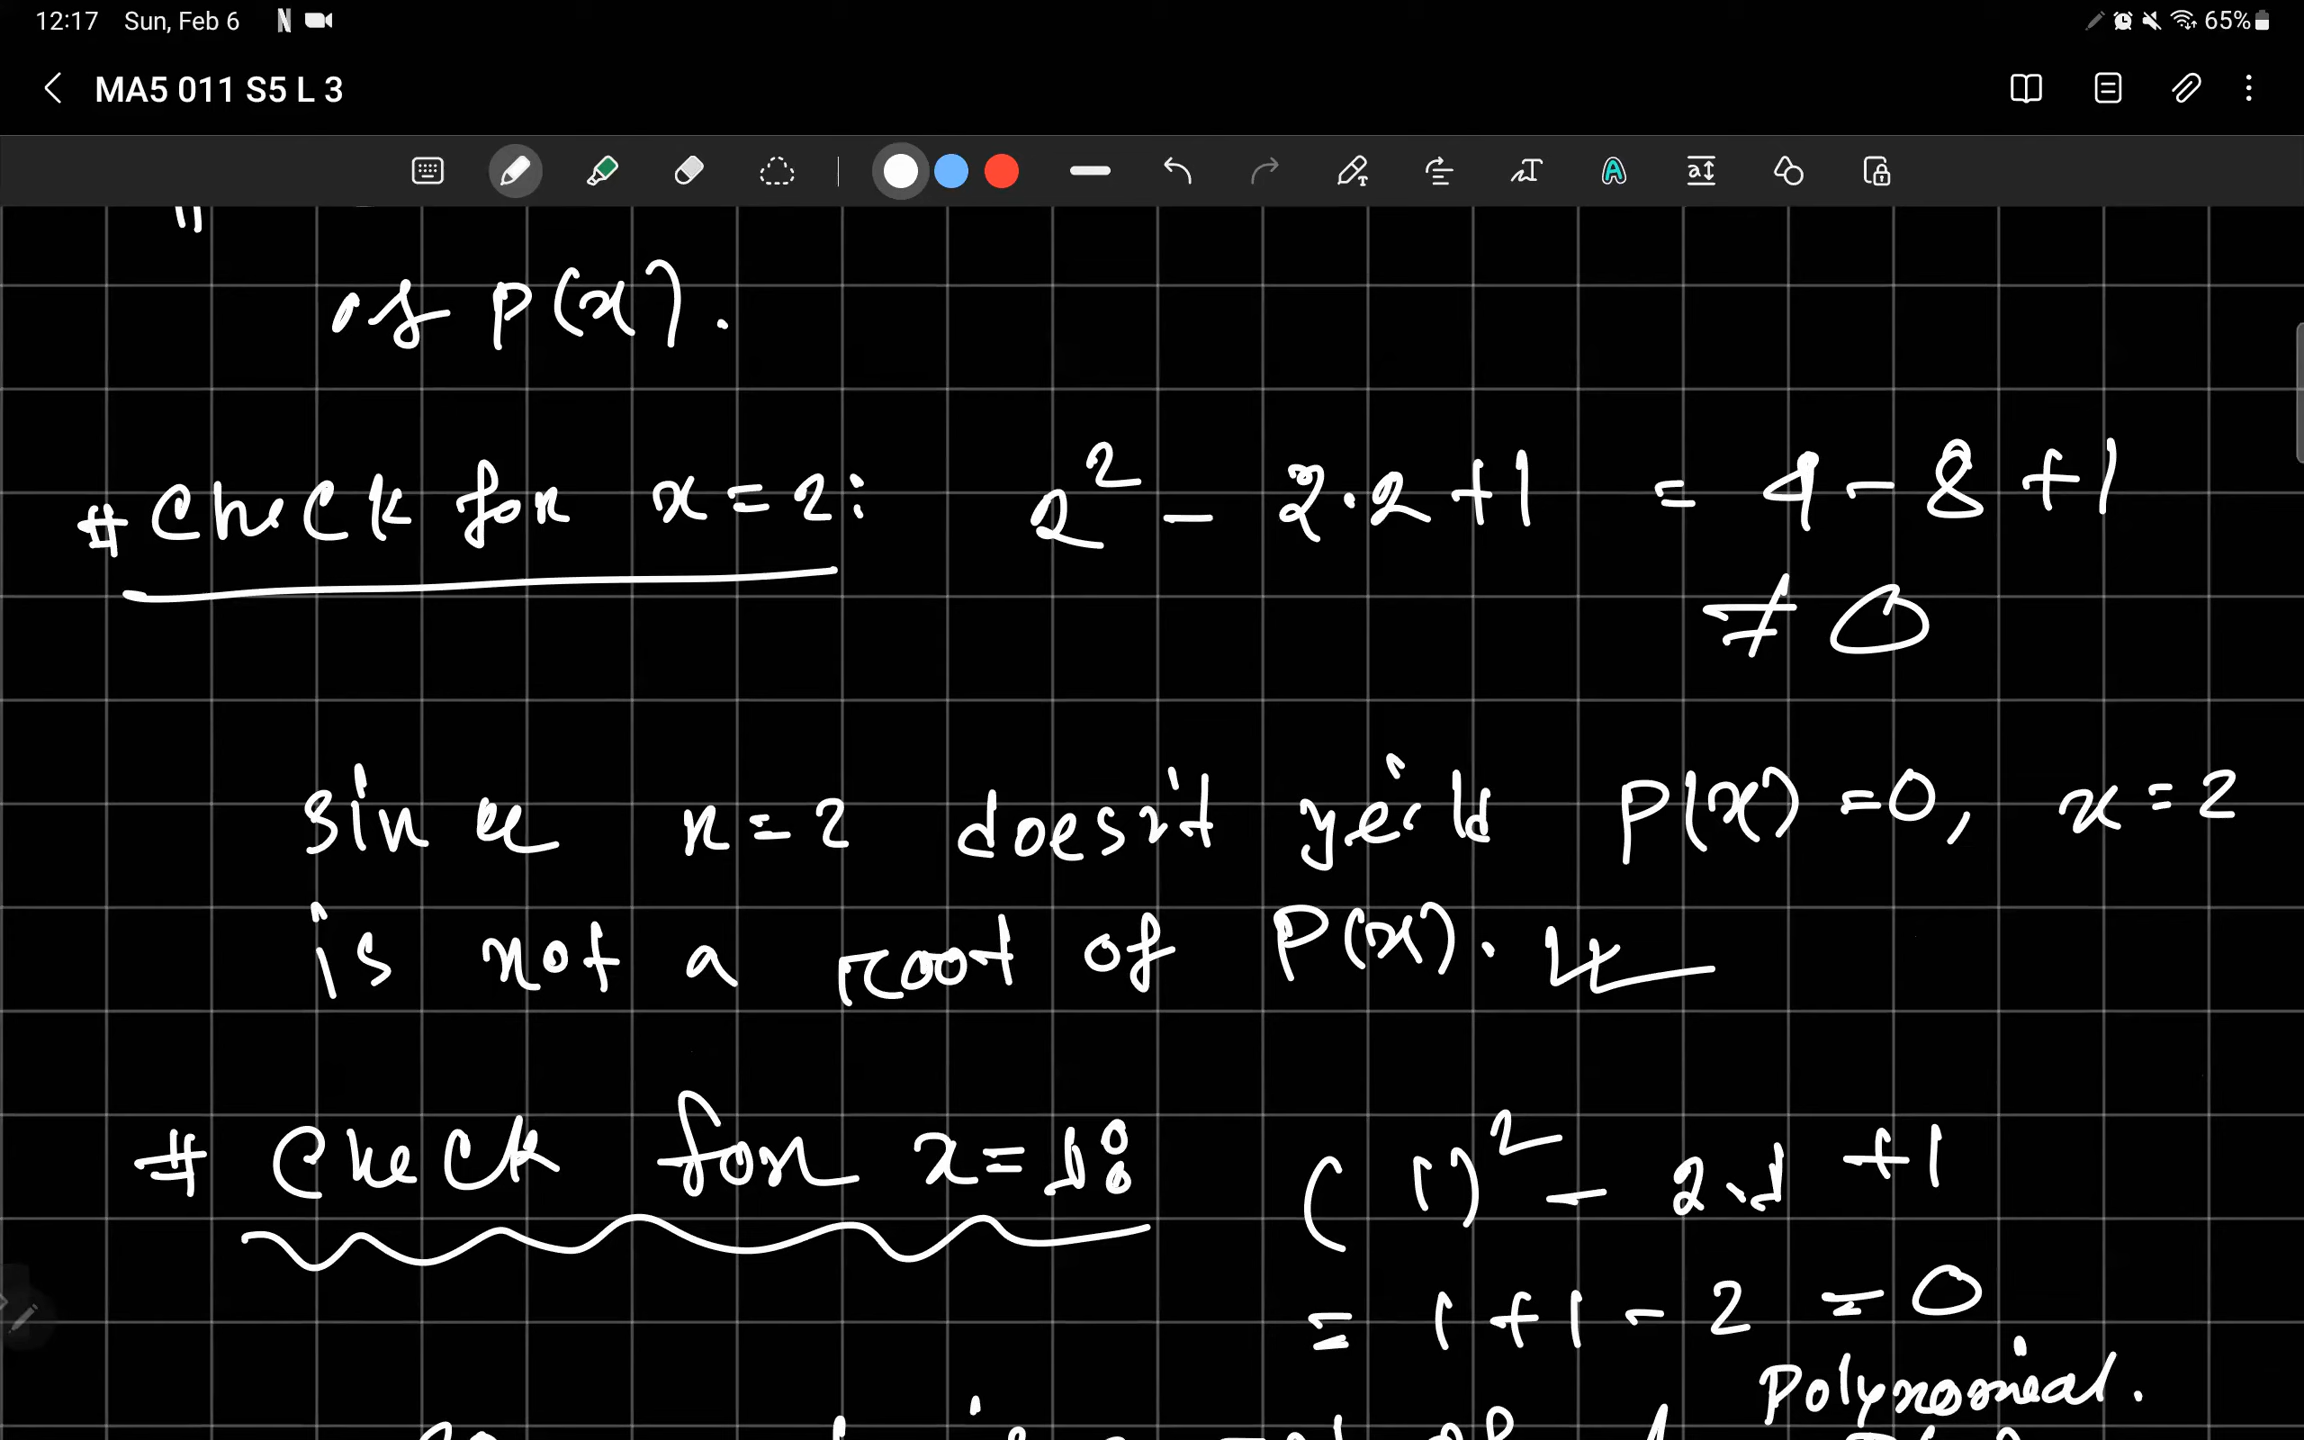 12:17 Sun, Feb 6 65%
MA5 011 S5 L 3
of P(x).
# Check for x = 2: 2² - 2·2 + 1 = 4 - 8 + 1
≠ 0
Since x = 2 doesn't yeild P(x) = 0, x = 2
is not a root of P(x).
# Check for x = 1: (1)² - 2·1 + 1
= 1 + 1 - 2 = 0
Polynomial.